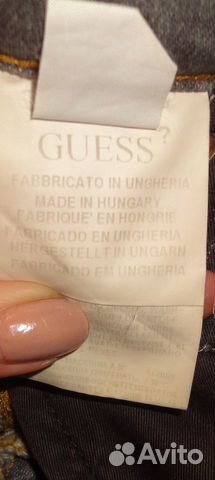 GUESS?
FABBRICATO IN UNGHERIA
MADE IN HUNGARY
FABRIQUE' EN HONGRIE
FABRICADO EN UNGHERIA
HERGESTELLT IN UNGARN
FABRICADO EM UNGHERIA
Avito